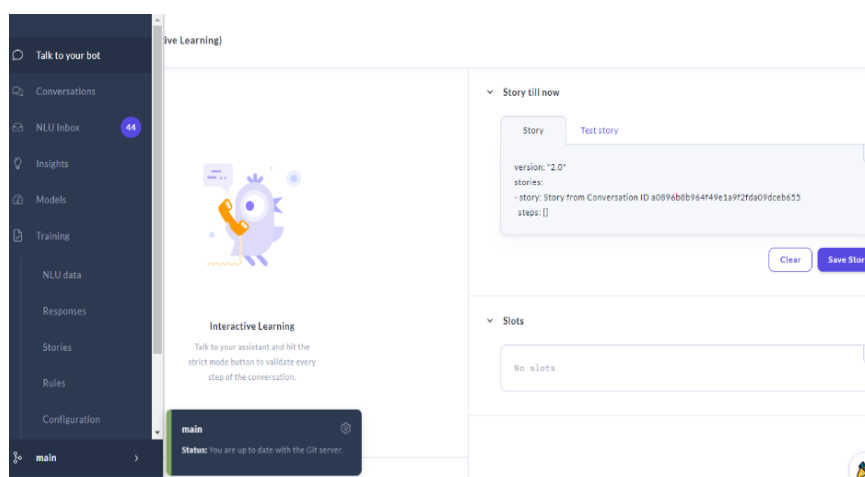 ive Learning)
Talk to your bot
Conversations
NLU Inbox 44
Insights
Models
Training
NLU data
Responses
Stories
Rules
Configuration
main
Interactive Learning
Talk to your assistant and hit the
strict mode button to validate every
step of the conversation.
main
Status: You are up to date with the Git server.
Story till now
Story Test story
version: "2.0"
stories:
- story: Story from Conversation ID a0896b8b964f49e1a9f2fda09dceb655
steps: []
Clear Save Stor
Slots
No slots